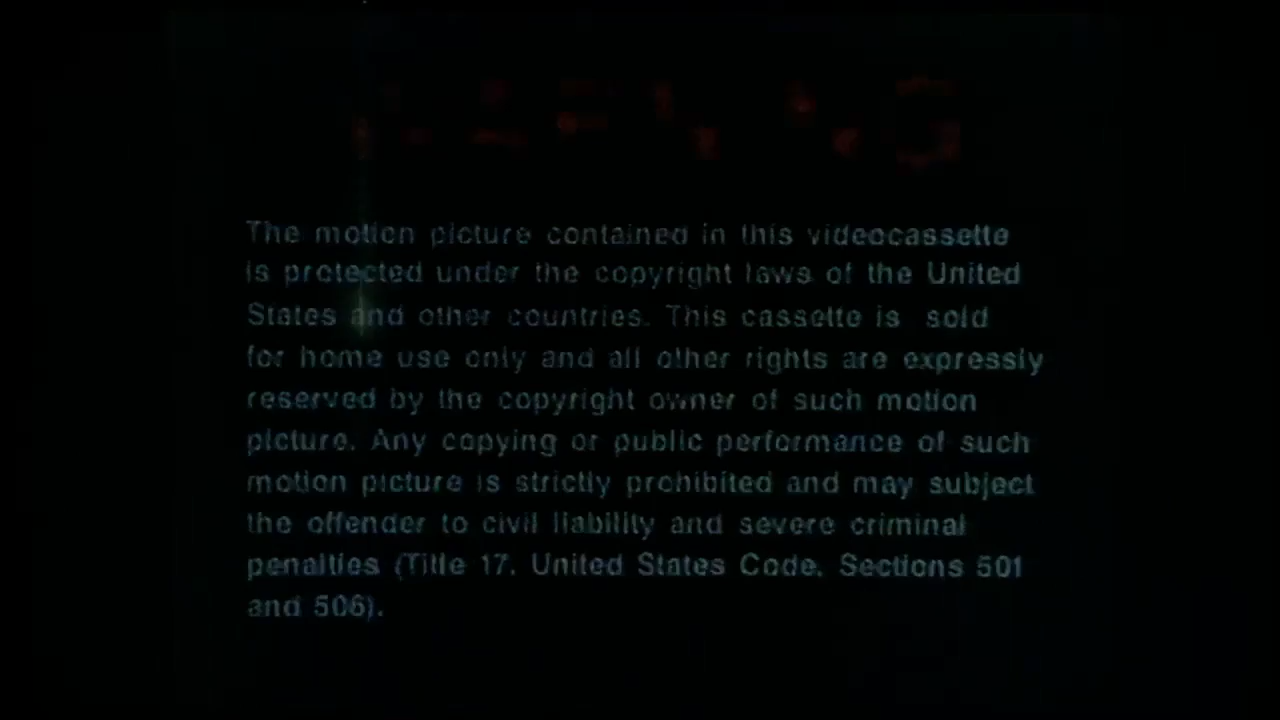 The motion picture contained in this videocassette
is protected under the copyright laws of the United
States and other countries. This cassette is sold
for home use only and all other rights are expressly
reserved by the copyright owner of such motion
picture. Any copying or public performance of such
motion picture is strictly prohibited and may subject
the offender to civil liability and severe criminal
penalties (Title 17, United States Code, Sections 501
and 506).